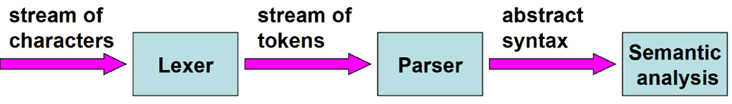 stream of
characters
Lexer
stream of
tokens
Parser
abstract
syntax
Semantic
analysis